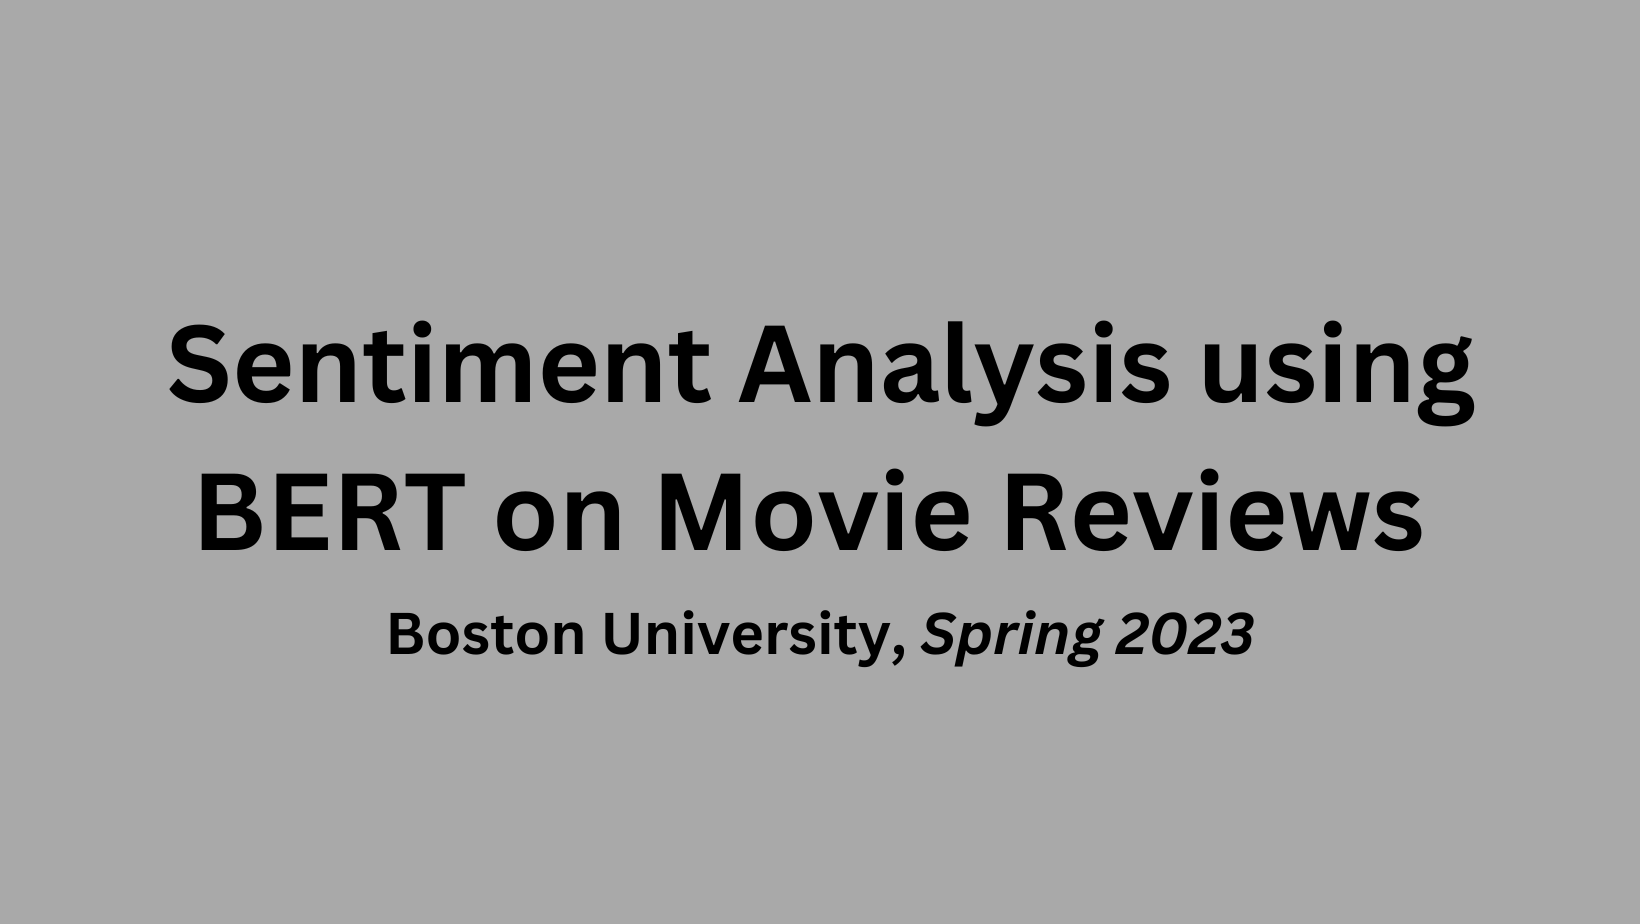 Sentiment Analysis using
BERT on Movie Reviews
Boston University, Spring 2023